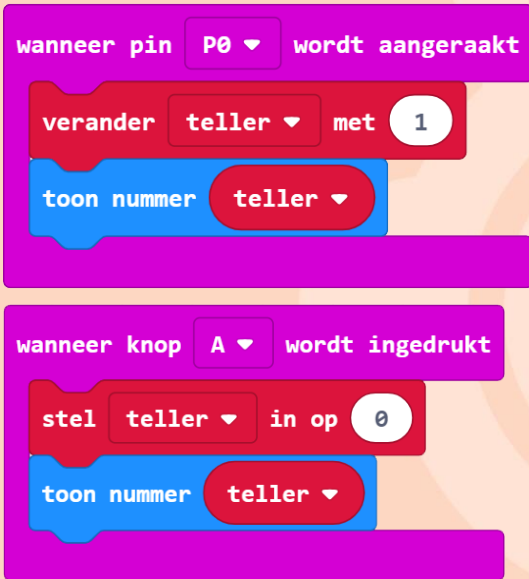 wanneer pin P0 wordt aangeraakt
verander teller met 1
toon nummer teller
wanneer knop A wordt ingedrukt
stel teller in op 0
toon nummer teller